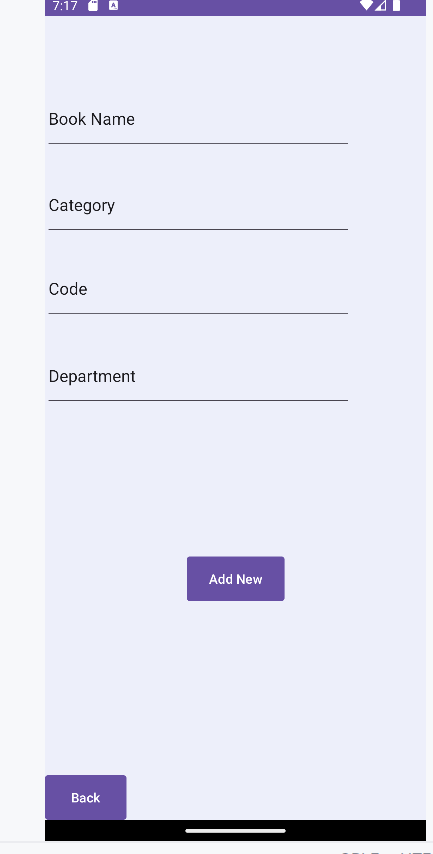 7:17 A
Book Name
Category
Code
Department
Add New
Back